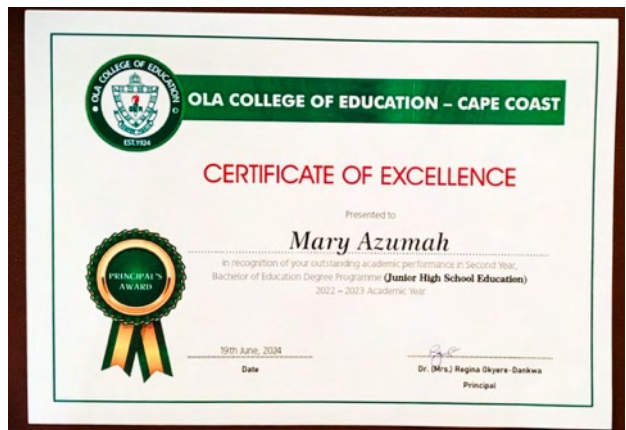 OLA COLLEGE OF EDUCATION
EST.1924
OLA COLLEGE OF EDUCATION – CAPE COAST
CERTIFICATE OF EXCELLENCE
Presented to
Mary Azumah
in recognition of your outstanding academic performance in Second Year,
Bachelor of Education Degree Programme (Junior High School Education)
2022 – 2023 Academic Year
PRINCIPAL'S
AWARD
19th June, 2024
Date
Dr. (Mrs.) Regina Okyere-Dankwa
Principal